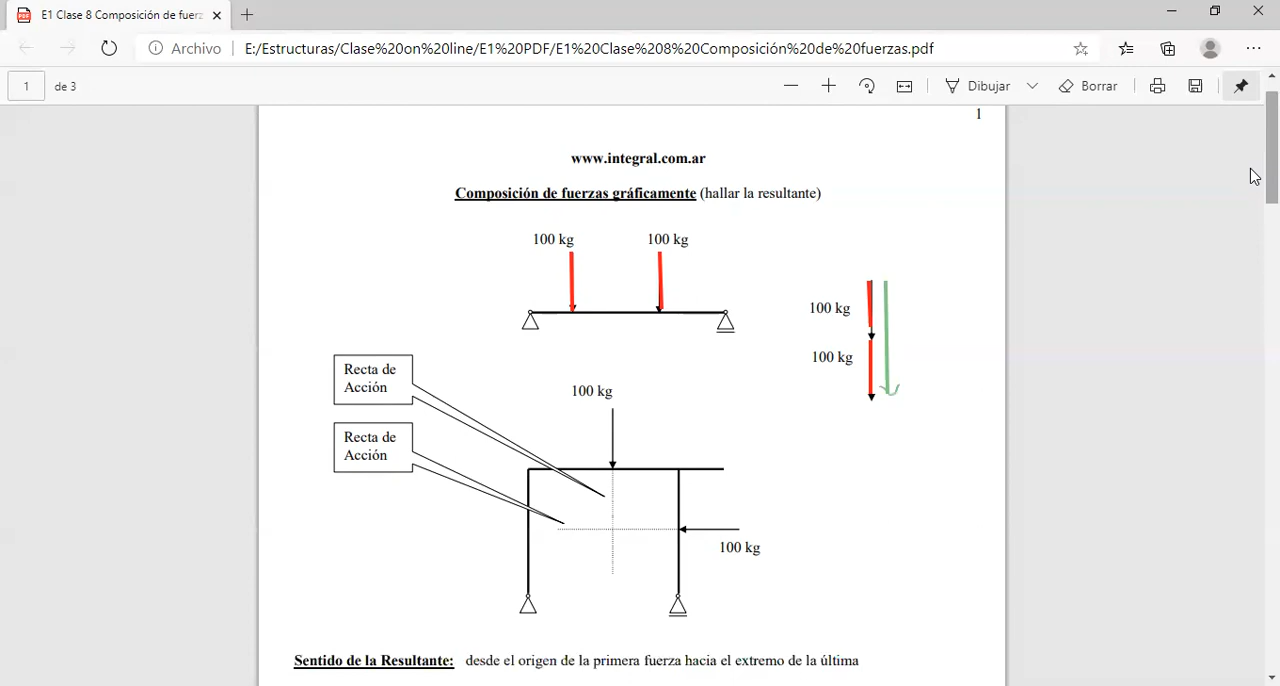 E1 Clase 8 Composición de fuerz
Archivo
E:/Estructuras/Clase%20on%20line/E1%20PDF/E1%20Clase%208%20Composición%20de%20fuerzas.pdf
1
de 3
Dibujar
Borrar
1
www.integral.com.ar
Composición de fuerzas gráficamente (hallar la resultante)
100 kg
100 kg
100 kg
100 kg
Recta de
Acción
100 kg
Recta de
Acción
100 kg
Sentido de la Resultante: desde el origen de la primera fuerza hacia el extremo de la última